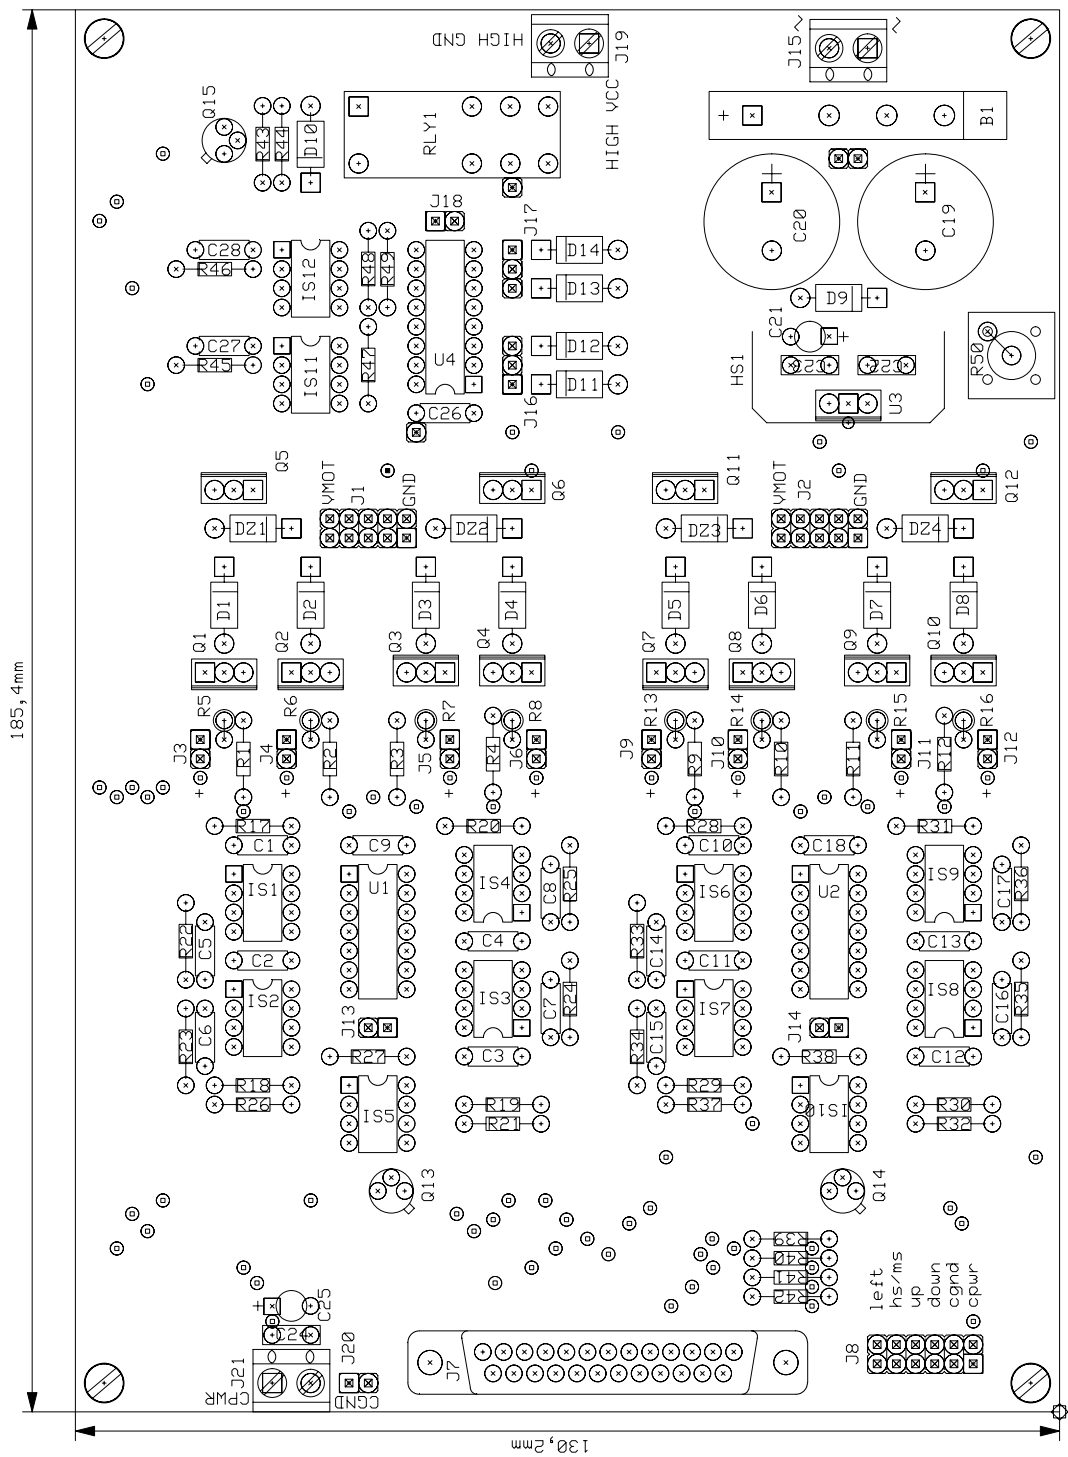 HIGH GND
J19
J15
~
~
HIGH VCC
Q15
R43
R44
D10
RLY1
+
B1
J18
J17
C20
C19
C28
R46
IS12
R48
R49
D14
D13
D9
C27
R45
IS11
R47
U4
D12
D11
C21
+
C23
C22
HS1
U3
R50
C26
J16
Q5
VMOT
J1
GND
Q6
Q11
VMOT
J2
GND
Q12
DZ1
DZ2
DZ3
DZ4
D1
D2
D3
D4
D5
D6
D7
D8
Q1
Q2
Q3
Q4
Q7
Q8
Q9
Q10
R5
R6
R7
R8
R13
R14
R15
R16
J3
R1
J4
R2
R3
J5
R4
J6
J9
R9
J10
R10
R11
J11
R12
J12
+
+
+
+
+
+
+
+
R17
R20
R28
R31
C1
C9
C10
C18
IS1
U1
IS4
C8
R25
IS6
U2
IS9
C17
R36
R22
C5
C4
R33
C14
C13
C2
C11
IS2
IS3
C7
R24
IS7
IS8
C16
R35
R23
C6
J13
R34
C15
J14
R27
C3
R38
C12
R18
R26
IS5
R19
R21
R29
R37
IS10
R30
R32
Q13
Q14
R39
R40
R41
R42
left
hs/ms
up
down
cgnd
cpwr
J8
+
C25
C24
J21
J20
CPWR
CGND
J7
185,4mm
130,2mm